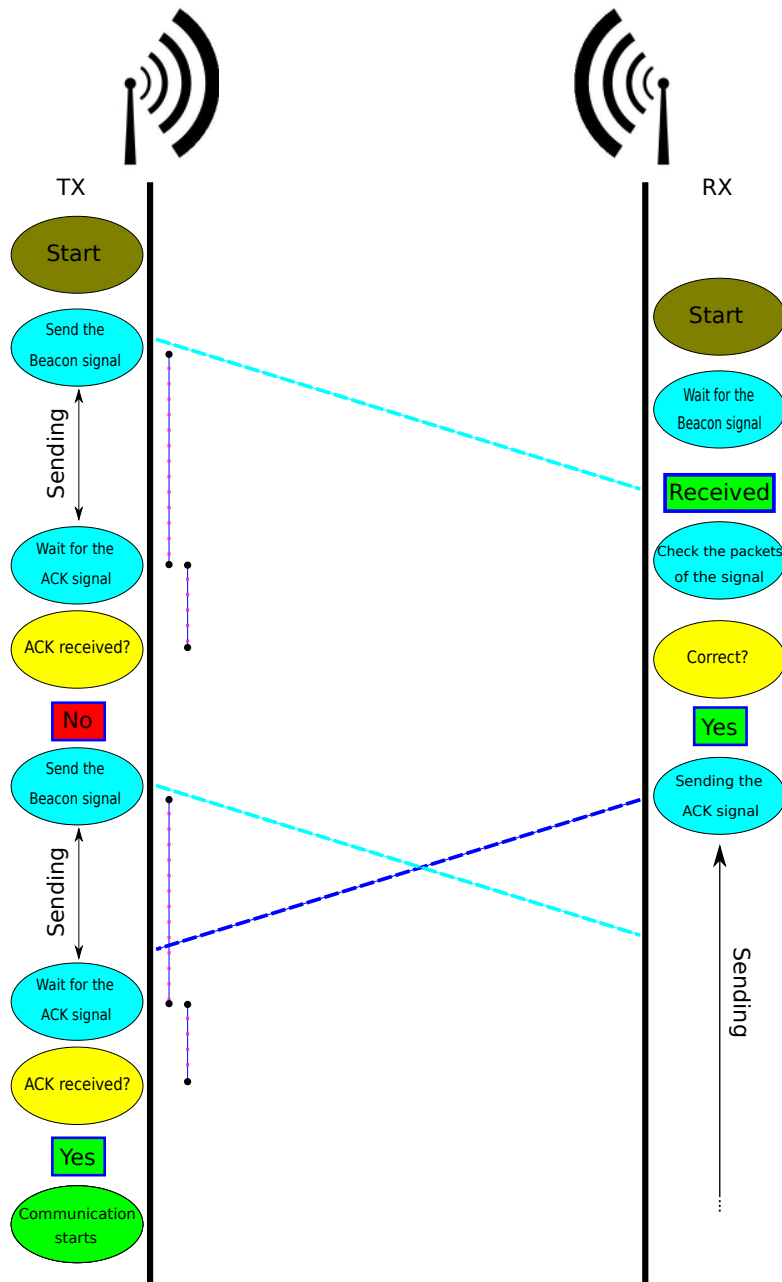 TX
Start
Send the
Beacon signal
Sending
Wait for the
ACK signal
ACK received?
No
Send the
Beacon signal
Sending
Wait for the
ACK signal
ACK received?
Yes
Communication
starts
RX
Start
Wait for the
Beacon signal
Received
Check the packets
of the signal
Correct?
Yes
Sending the
ACK signal
Sending